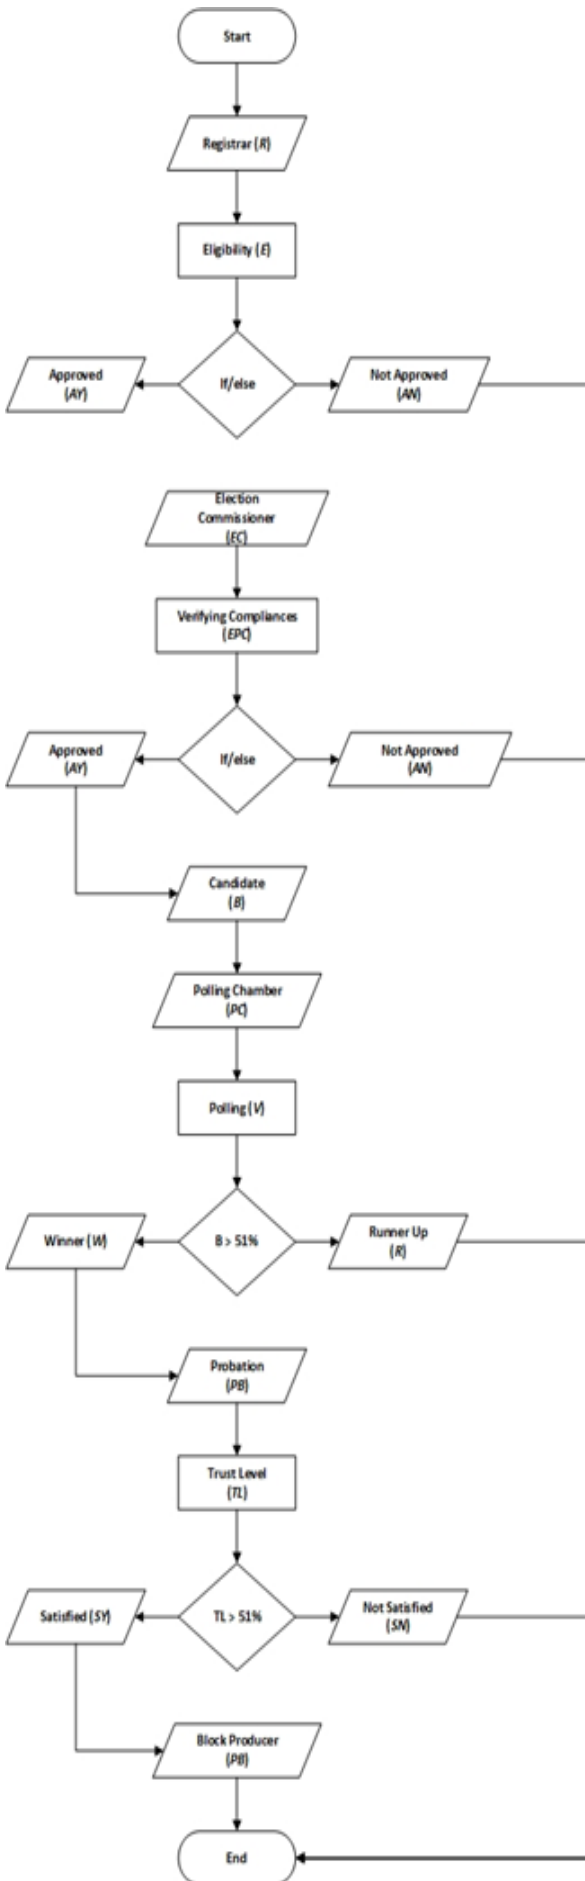 Start
Registrar (R)
Eligibility (E)
Approved
(AY)
If/else
Not Approved
(AN)
Election
Commissioner
(EC)
Verifying Compliances
(EPC)
Approved
(AY)
If/else
Not Approved
(AN)
Candidate
(B)
Polling Chamber
(PC)
Polling (V)
Winner (W)
B > 51%
Runner Up
(R)
Probation
(PB)
Trust Level
(TL)
Satisfied (SY)
TL > 51%
Not Satisfied
(SN)
Block Producer
(PB)
End